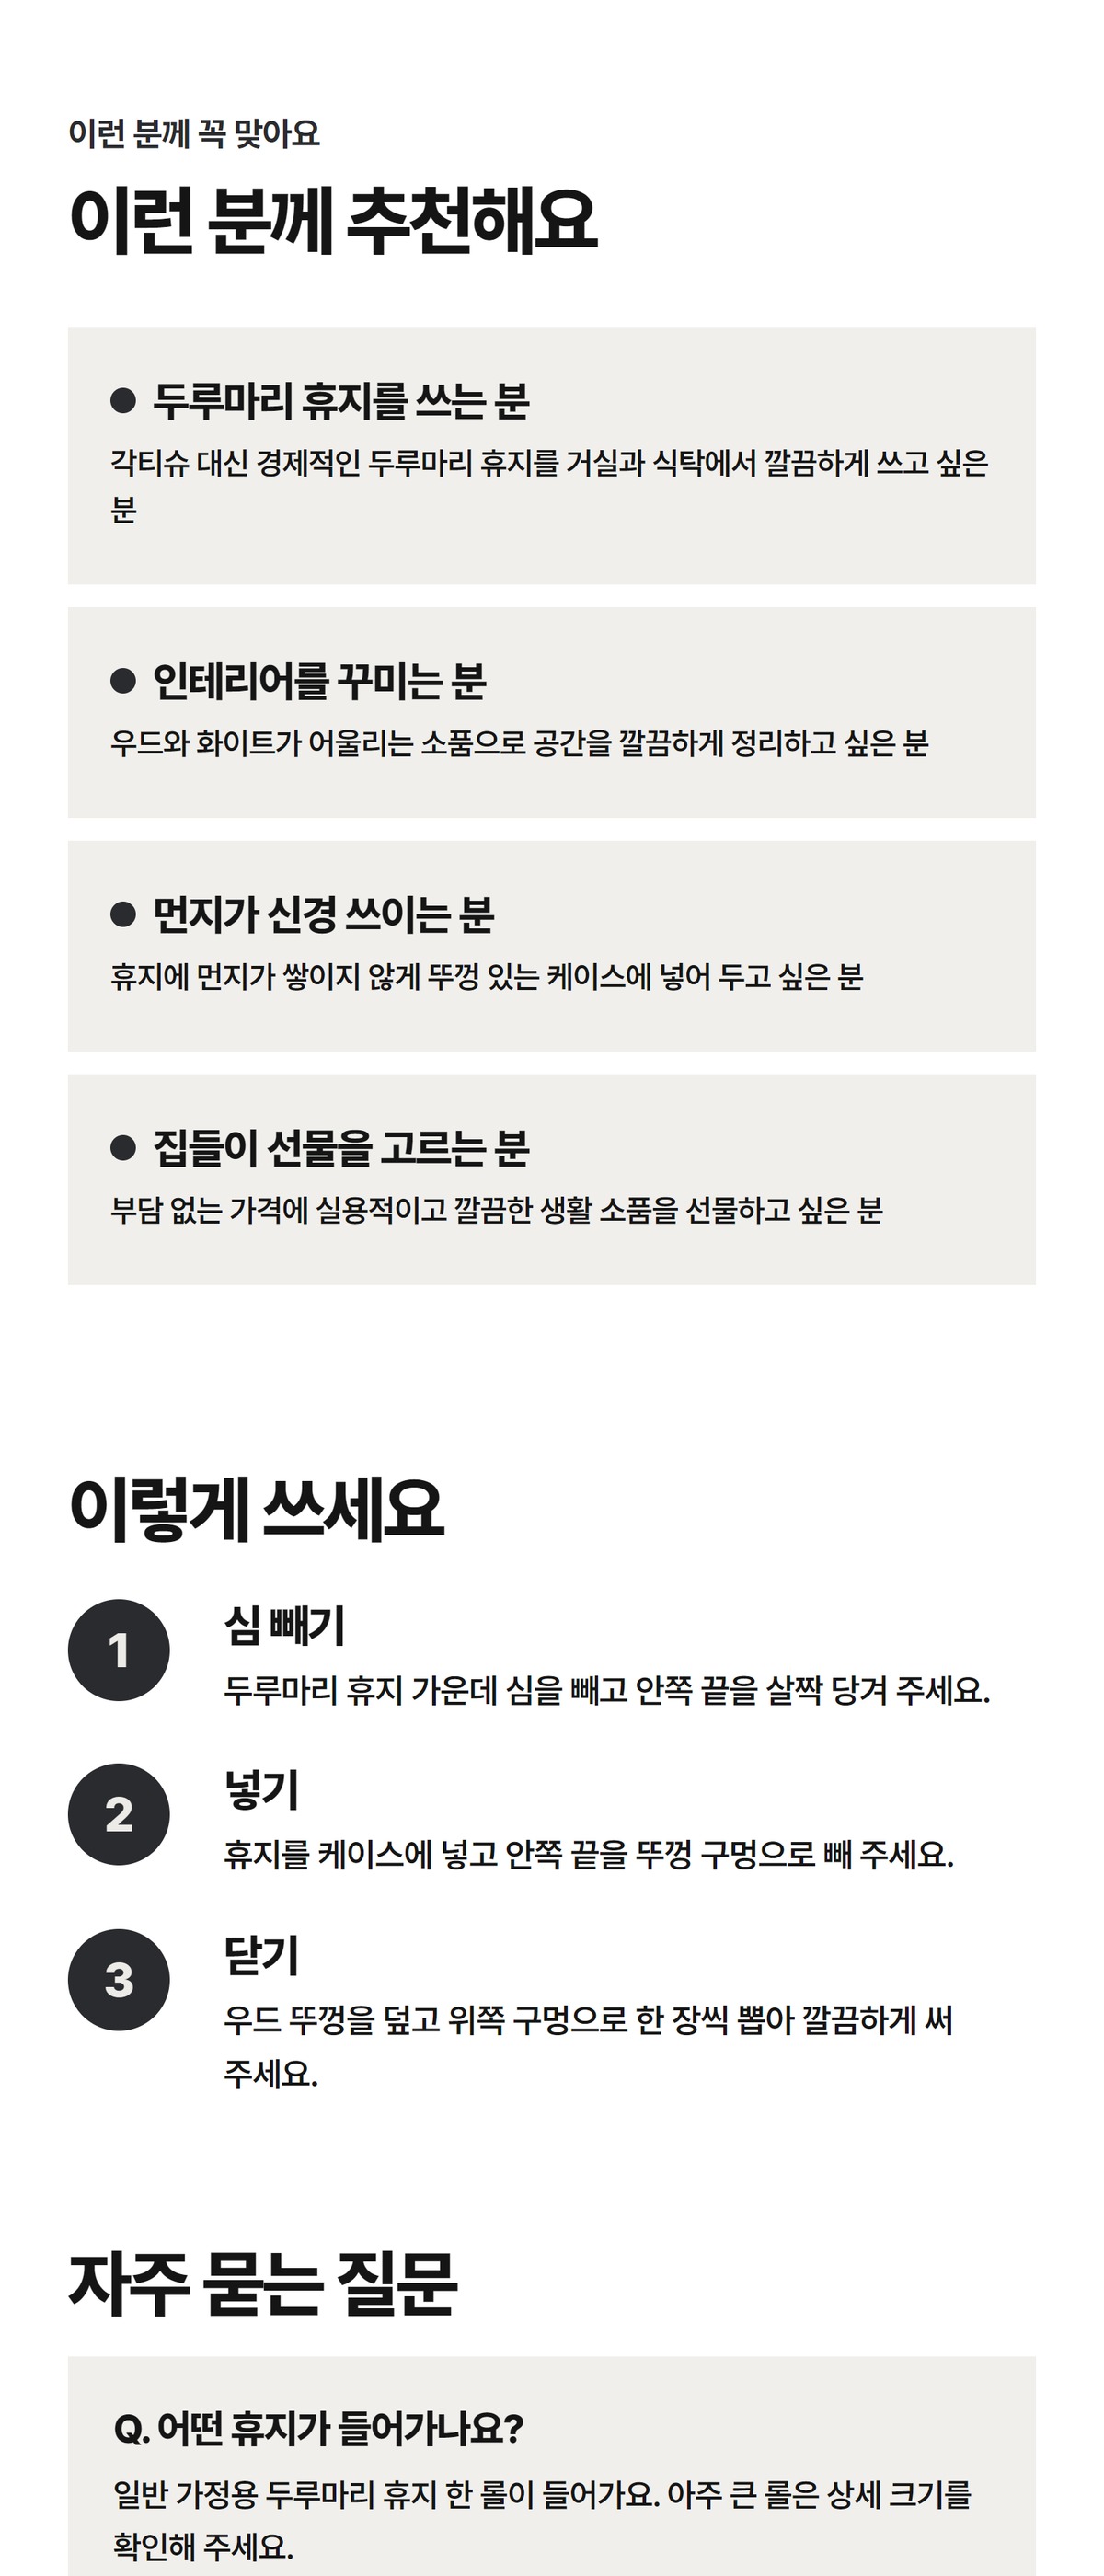 이런 분께 꼭 맞아요
이런 분께 추천해요
두루마리 휴지를 쓰는 분
각티슈 대신 경제적인 두루마리 휴지를 거실과 식탁에서 깔끔하게 쓰고 싶은
분
인테리어를 꾸미는 분
우드와 화이트가 어울리는 소품으로 공간을 깔끔하게 정리하고 싶은 분
먼지가 신경 쓰이는 분
휴지에 먼지가 쌓이지 않게 뚜껑 있는 케이스에 넣어 두고 싶은 분
집들이 선물을 고르는 분
부담 없는 가격에 실용적이고 깔끔한 생활 소품을 선물하고 싶은 분
이렇게 쓰세요
1
심 빼기
두루마리 휴지 가운데 심을 빼고 안쪽 끝을 살짝 당겨 주세요.
2
넣기
휴지를 케이스에 넣고 안쪽 끝을 뚜껑 구멍으로 빼 주세요.
3
닫기
우드 뚜껑을 덮고 위쪽 구멍으로 한 장씩 뽑아 깔끔하게 써
주세요.
자주 묻는 질문
Q. 어떤 휴지가 들어가나요?
일반 가정용 두루마리 휴지 한 롤이 들어가요. 아주 큰 롤은 상세 크기를
확인해 주세요.